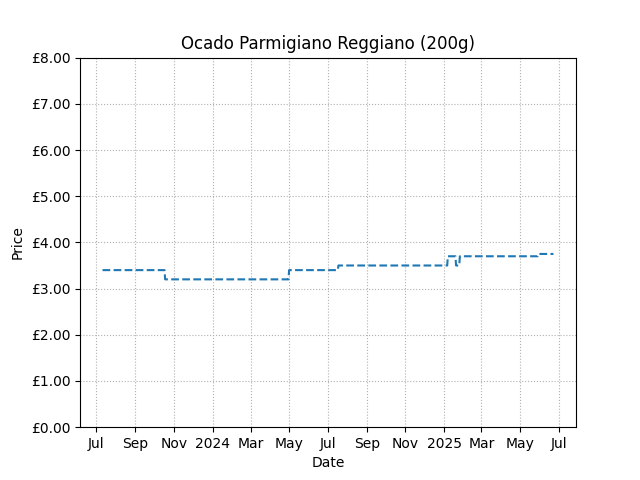 Ocado Parmigiano Reggiano (200g)
£8.00
£7.00
£6.00
£5.00
£4.00
£3.00
£2.00
£1.00
£0.00
Price
Jul Sep Nov 2024 Mar May Jul Sep Nov 2025 Mar May Jul
Date